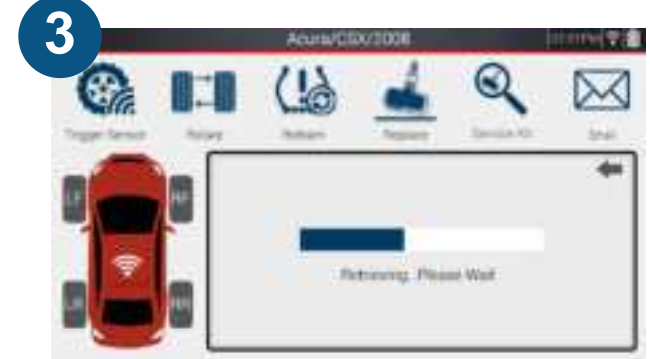 3
Acura/CSX/2008
Trigger Sensor
Rotate
Relearn
Replace
Service Kit
Email
LF
RF
Retrieving. Please Wait
LR
RR